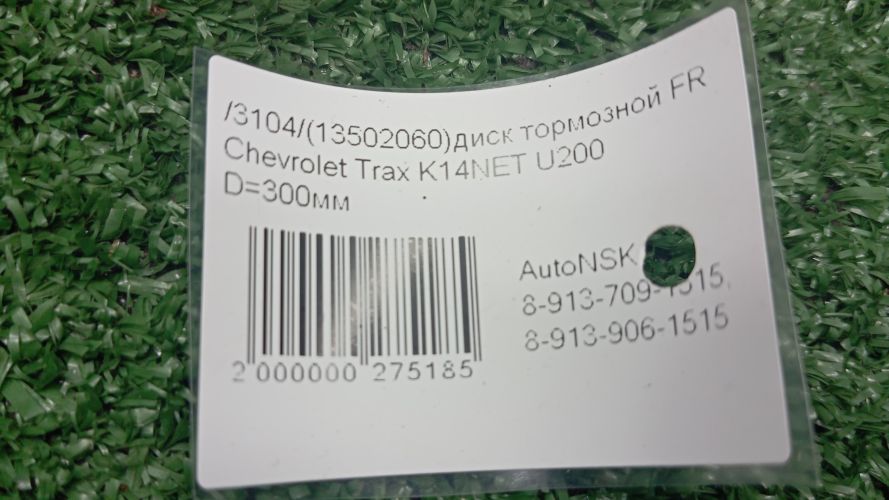 /3104/(13502060)диск тормозной FR
Chevrolet Trax K14NET U200
D=300мм
AutoNSK
8-913-709-1515,
8-913-906-1515
2 000000 275185